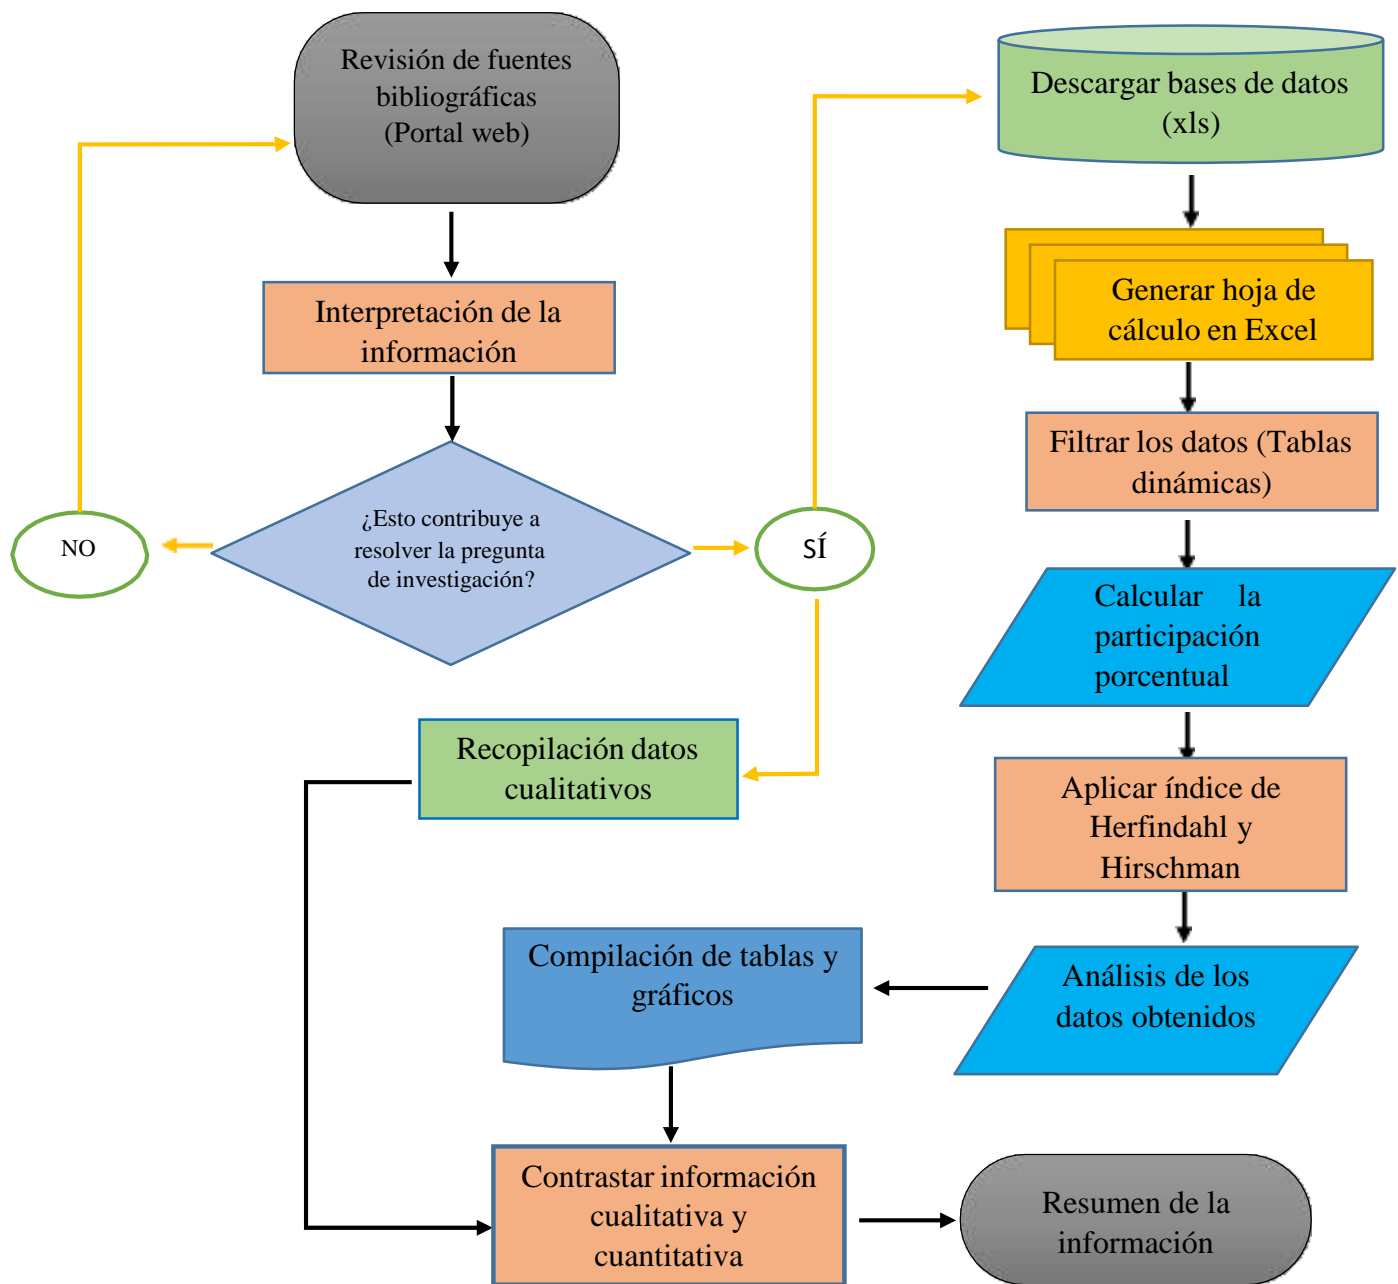 Revisión de fuentes
bibliográficas
(Portal web)
Interpretación de la
información
¿Esto contribuye a
resolver la pregunta
de investigación?
NO
SÍ
Recopilación datos
cualitativos
Descargar bases de datos
(xls)
Generar hoja de
cálculo en Excel
Filtrar los datos (Tablas
dinámicas)
Calcular la
participación
porcentual
Aplicar índice de
Herfindahl y
Hirschman
Análisis de los
datos obtenidos
Compilación de tablas y
gráficos
Contrastar información
cualitativa y
cuantitativa
Resumen de la
información